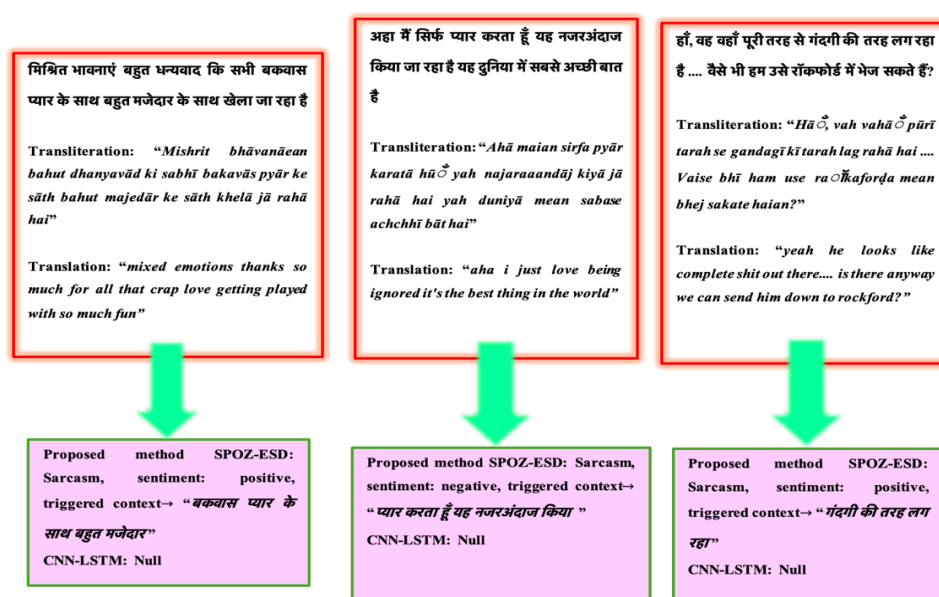 मिश्रित भावनाएं बहुत धन्यवाद कि सभी बकवास
प्यार के साथ बहुत मजेदार के साथ खेला जा रहा है
Transliteration: “Mishrit bhāvanāean
bahut dhanyavād ki sabhī bakavās pyār ke
sāth bahut majedār ke sāth khelā jā rahā
hai”
Translation: “mixed emotions thanks so
much for all that crap love getting played
with so much fun”
Proposed method SPOZ-ESD:
Sarcasm, sentiment: positive,
triggered context→ “बकवास प्यार के
साथ बहुत मजेदार”
CNN-LSTM: Null
अहा मैं सिर्फ प्यार करता हूँ यह नजरअंदाज
किया जा रहा है यह दुनिया में सबसे अच्छी बात
है
Transliteration: “Ahā maian sirfa pyār
karatā hūँ yah najaraaandāj kiyā jā
rahā hai yah duniyā mean sabase
achchhī bāt hai”
Translation: “aha i just love being
ignored it's the best thing in the world”
Proposed method SPOZ-ESD: Sarcasm,
sentiment: negative, triggered context→
“प्यार करता हूँ यह नजरअंदाज किया ”
CNN-LSTM: Null
हाँ, वह वहाँ पूरी तरह से गंदगी की तरह लग रहा
है .... वैसे भी हम उसे रॉकफोर्ड में भेज सकते हैं?
Transliteration: “Hāँ, vah vahāँ pūrī
tarah se gandagī kī tarah lag rahā hai ....
Vaise bhī ham use raॉkaforḍa mean
bhej sakate haian?”
Translation: “yeah he looks like
complete shit out there.... is there anyway
we can send him down to rockford?”
Proposed method SPOZ-ESD:
Sarcasm, sentiment: positive,
triggered context→ “गंदगी की तरह लग
रहा”
CNN-LSTM: Null